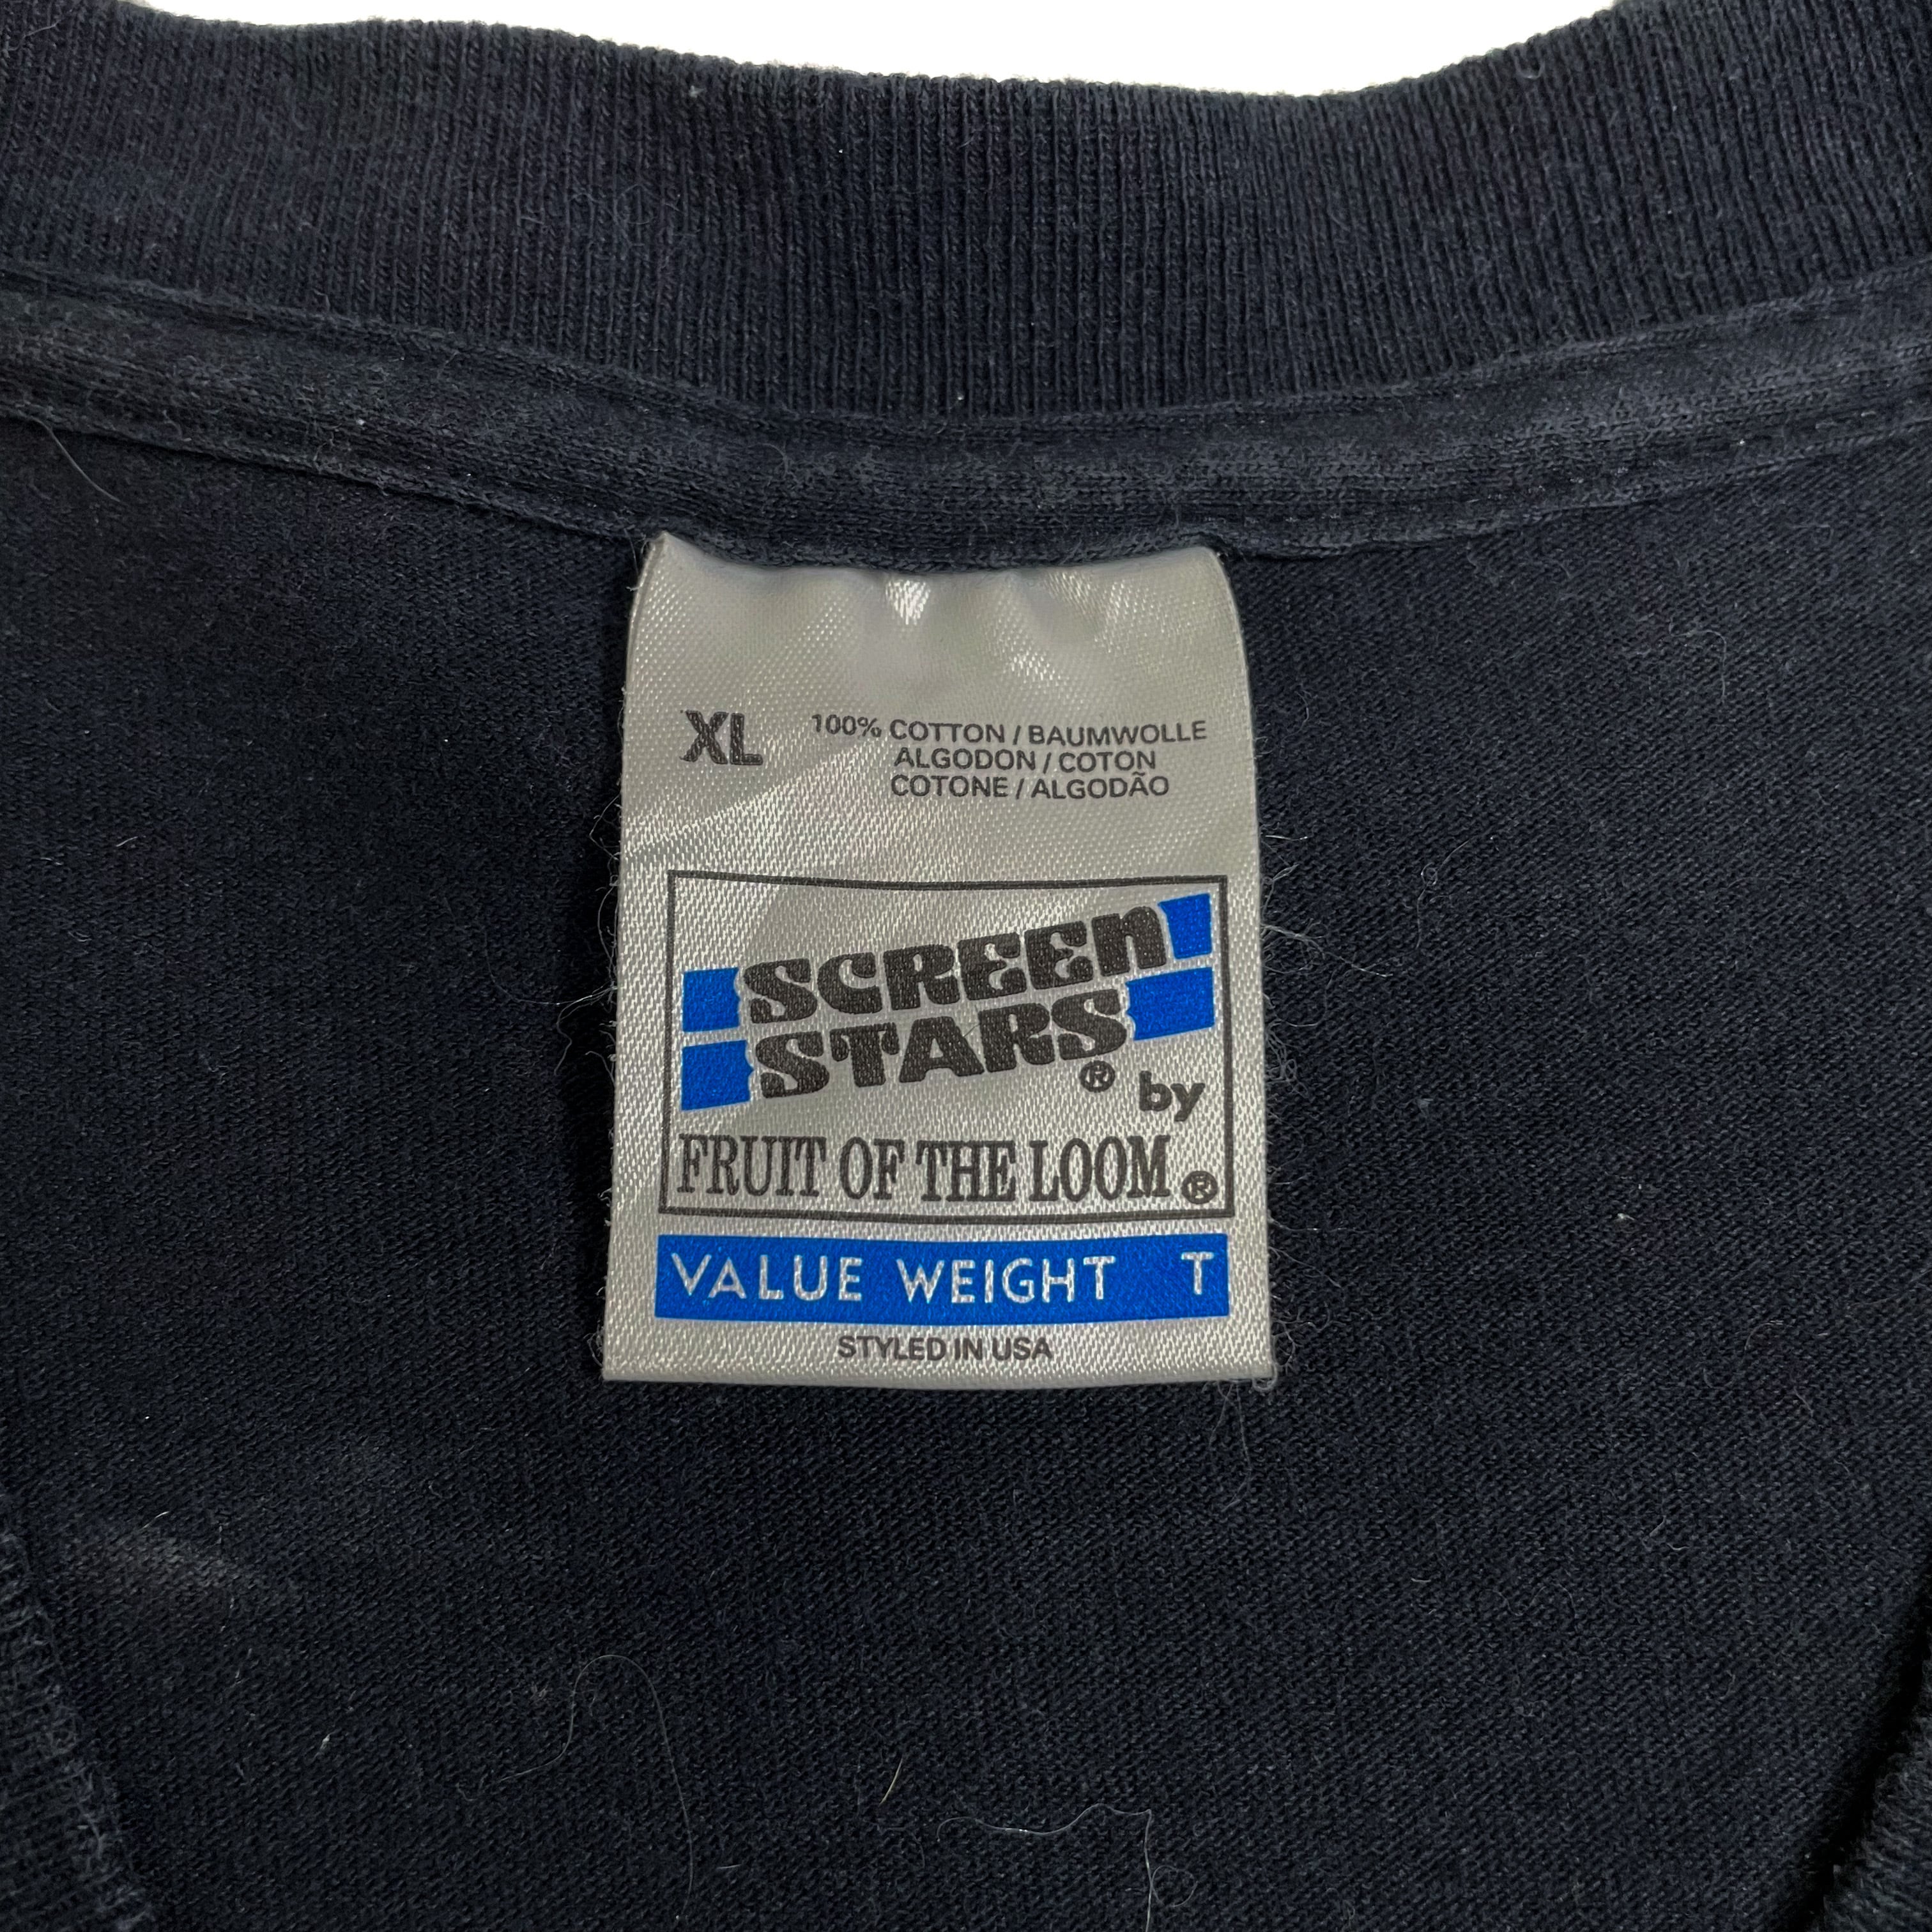 XL 100% COTTON / BAUMWOLLE
ALGODON / COTON
COTONE / ALGODÃO
SCREEn
STARS® by
FRUIT OF THE LOOM®
VALUE WEIGHT T
STYLED IN USA